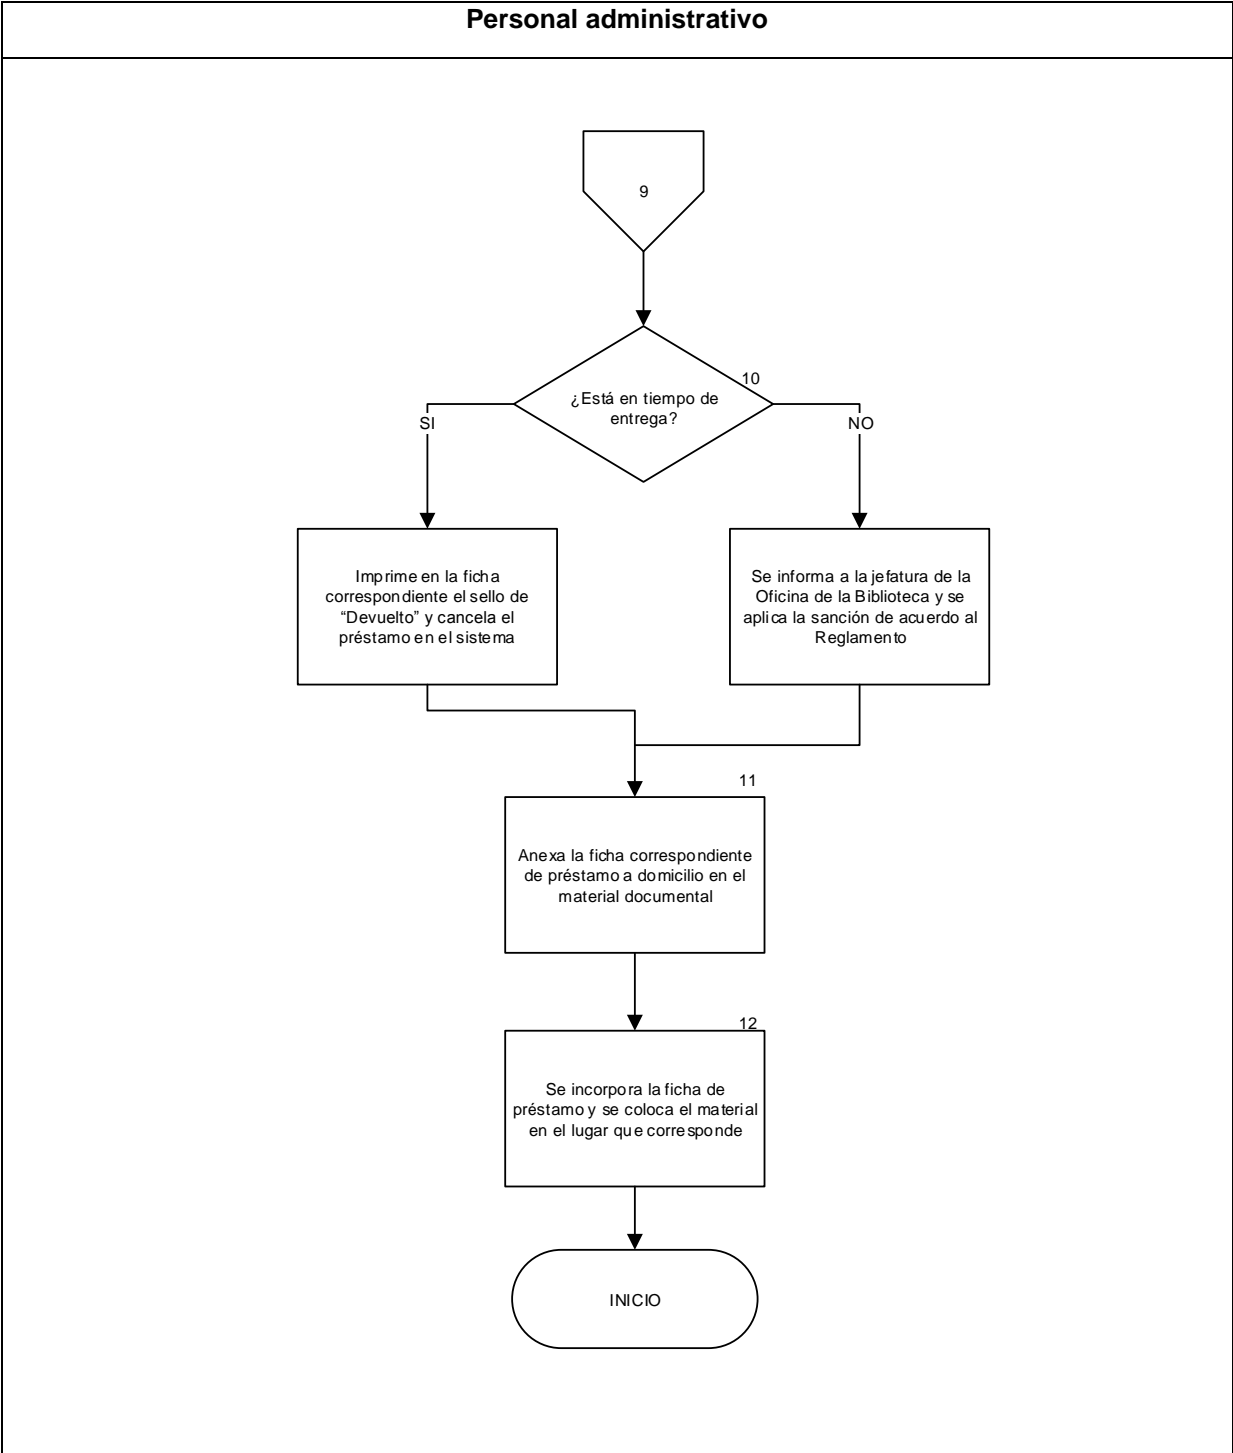 Personal administrativo
9
10
¿Está en tiempo de
entrega?
SI
NO
Imprime en la ficha
correspondiente el sello de
“Devuelto” y cancela el
préstamo en el sistema
Se informa a la jefatura de la
Oficina de la Biblioteca y se
aplica la sanción de acuerdo al
Reglamento
11
Anexa la ficha correspondiente
de préstamo a domicilio en el
material documental
12
Se incorpora la ficha de
préstamo y se coloca el material
en el lugar que corresponde
INICIO